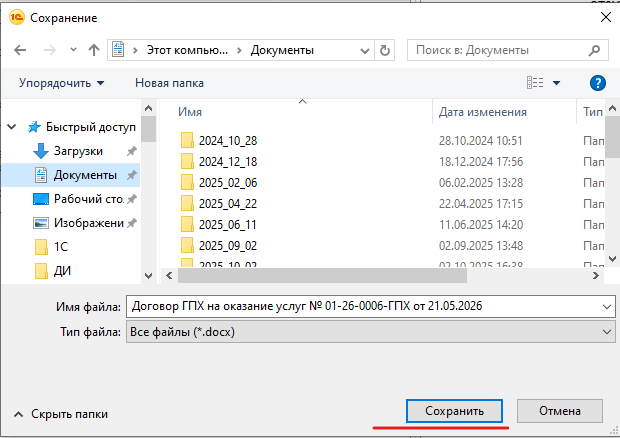 1С Сохранение
Этот компью... Документы
Поиск в: Документы
Упорядочить Новая папка
Имя Дата изменения Тип
Быстрый доступ
Загрузки
Документы
Рабочий сто.
Изображени
1С
ДИ
2024_10_28 28.10.2024 10:51 Пап
2024_12_18 18.12.2024 17:56 Пап
2025_02_06 06.02.2025 13:28 Пап
2025_04_22 22.04.2025 17:15 Пап
2025_06_11 11.06.2025 14:20 Пап
2025_09_02 02.09.2025 13:48 Пап
2025_10_02 02.10.2025 16:38 Пап
Имя файла: Договор ГПХ на оказание услуг № 01-26-0006-ГПХ от 21.05.2026
Тип файла: Все файлы (*.docx)
Скрыть папки
Сохранить Отмена